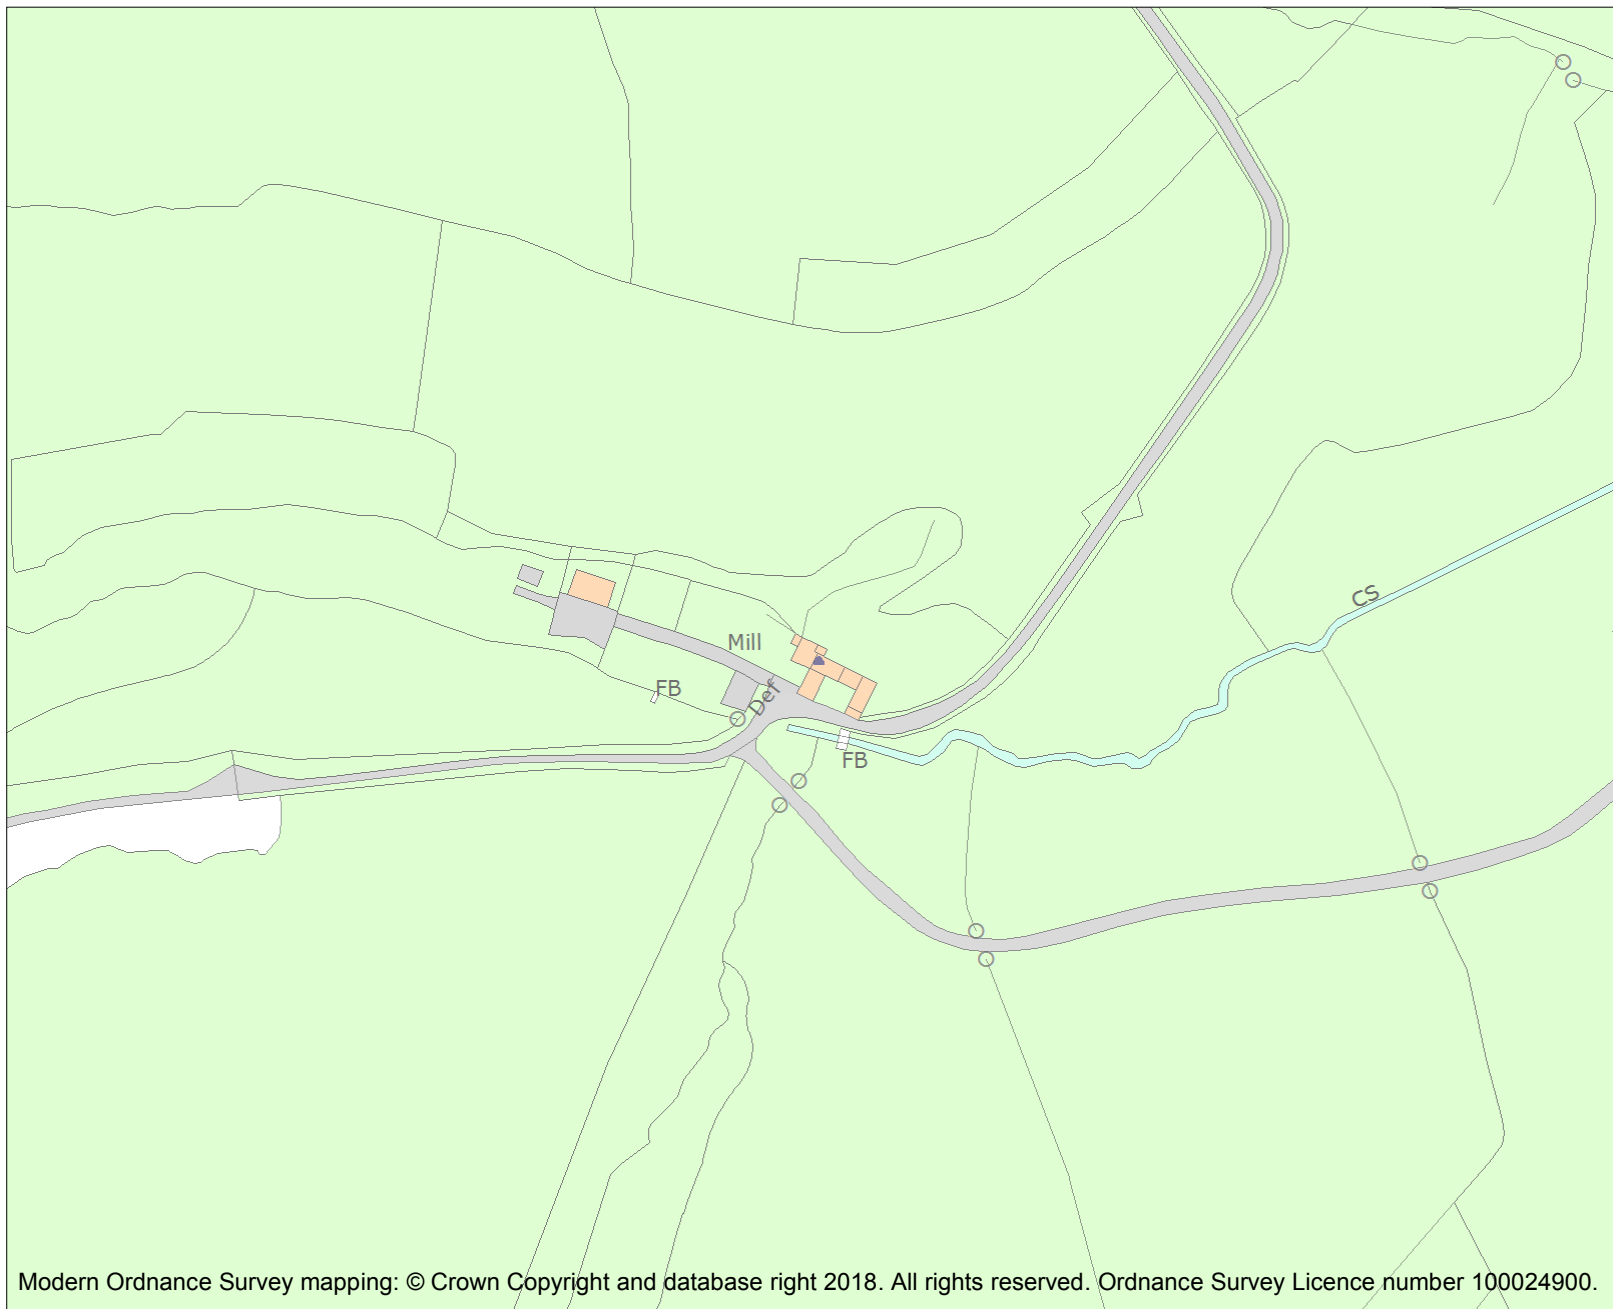 CS
Mill
FB
Def
FB
Modern Ordnance Survey mapping: © Crown Copyright and database right 2018. All rights reserved. Ordnance Survey Licence number 100024900.